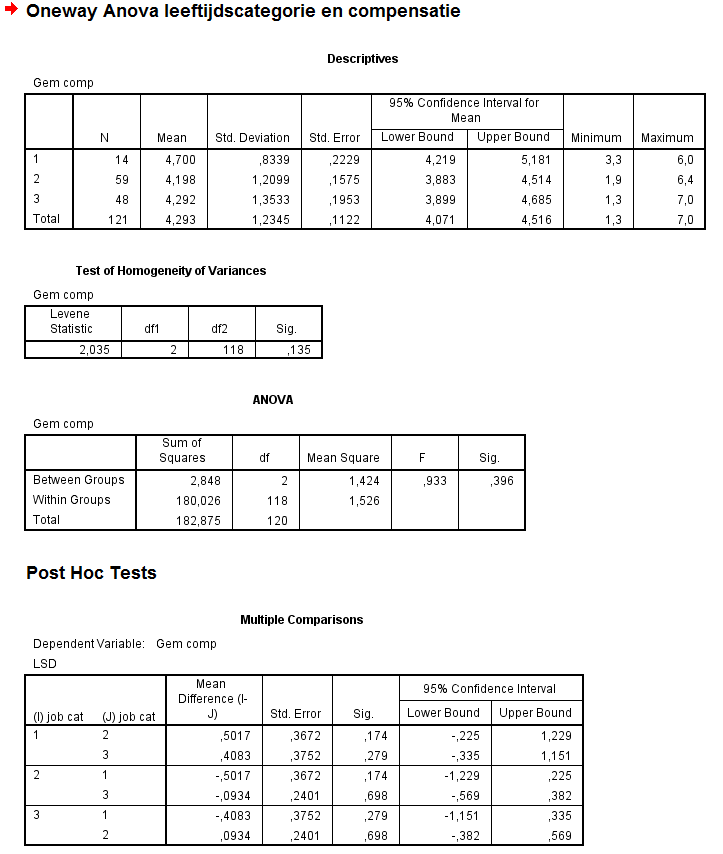 Oneway Anova leeftijdscategorie en compensatie
Descriptives
Gem comp
95% Confidence Interval for Mean
N Mean Std. Deviation Std. Error Lower Bound Upper Bound Minimum Maximum
1 14 4,700 ,8339 ,2229 4,219 5,181 3,3 6,0
2 59 4,198 1,2099 ,1575 3,883 4,514 1,9 6,4
3 48 4,292 1,3533 ,1953 3,899 4,685 1,3 7,0
Total 121 4,293 1,2345 ,1122 4,071 4,516 1,3 7,0
Test of Homogeneity of Variances
Gem comp
Levene Statistic df1 df2 Sig.
2,035 2 118 ,135
ANOVA
Gem comp
Sum of Squares df Mean Square F Sig.
Between Groups 2,848 2 1,424 ,933 ,396
Within Groups 180,026 118 1,526
Total 182,875 120
Post Hoc Tests
Multiple Comparisons
Dependent Variable: Gem comp
LSD
(I) job cat (J) job cat Mean Difference (I-J) Std. Error Sig. 95% Confidence Interval
Lower Bound Upper Bound
1 2 ,5017 ,3672 ,174 -,225 1,229
3 ,4083 ,3752 ,279 -,335 1,151
2 1 -,5017 ,3672 ,174 -1,229 ,225
3 -,0934 ,2401 ,698 -,569 ,382
3 1 -,4083 ,3752 ,279 -1,151 ,335
2 ,0934 ,2401 ,698 -,382 ,569